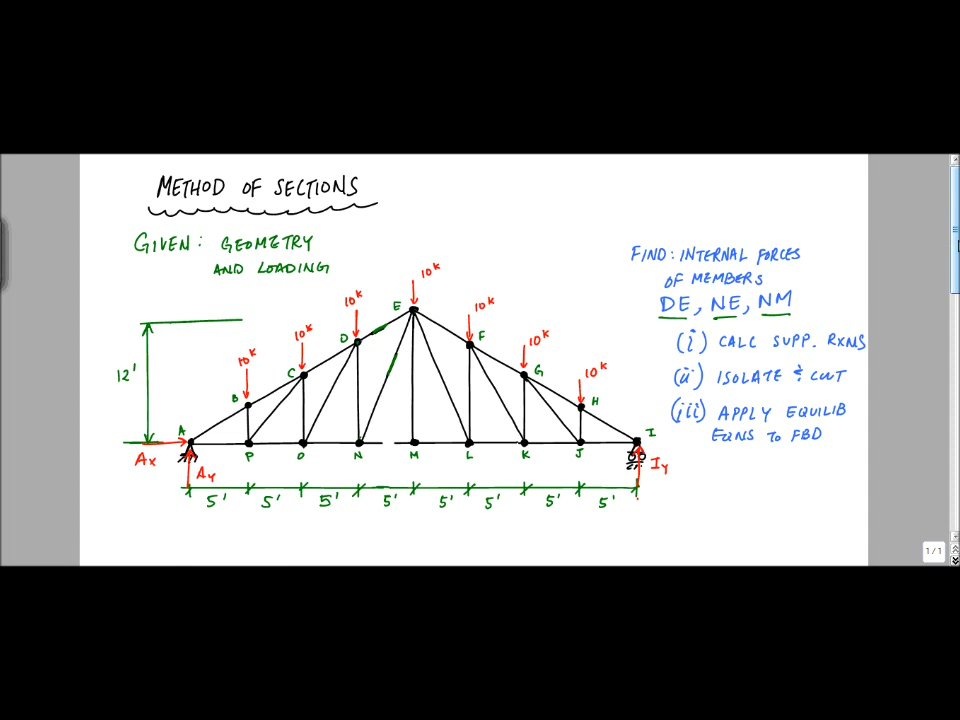 METHOD OF SECTIONS
GIVEN: GEOMETRY
AND LOADING
FIND: INTERNAL FORCES
OF MEMBERS
DE, NE, NM
(i) CALC SUPP. RXNS
(ii) ISOLATE & CUT
(iii) APPLY EQUILIB
EQNS TO FBD
10K
10K
10K
10K
10K
10K
10K
12'
A
B
C
D
E
F
G
H
I
P
O
N
M
L
K
J
Ax
Ay
Iy
5' 5' 5' 5' 5' 5' 5' 5'
1/1